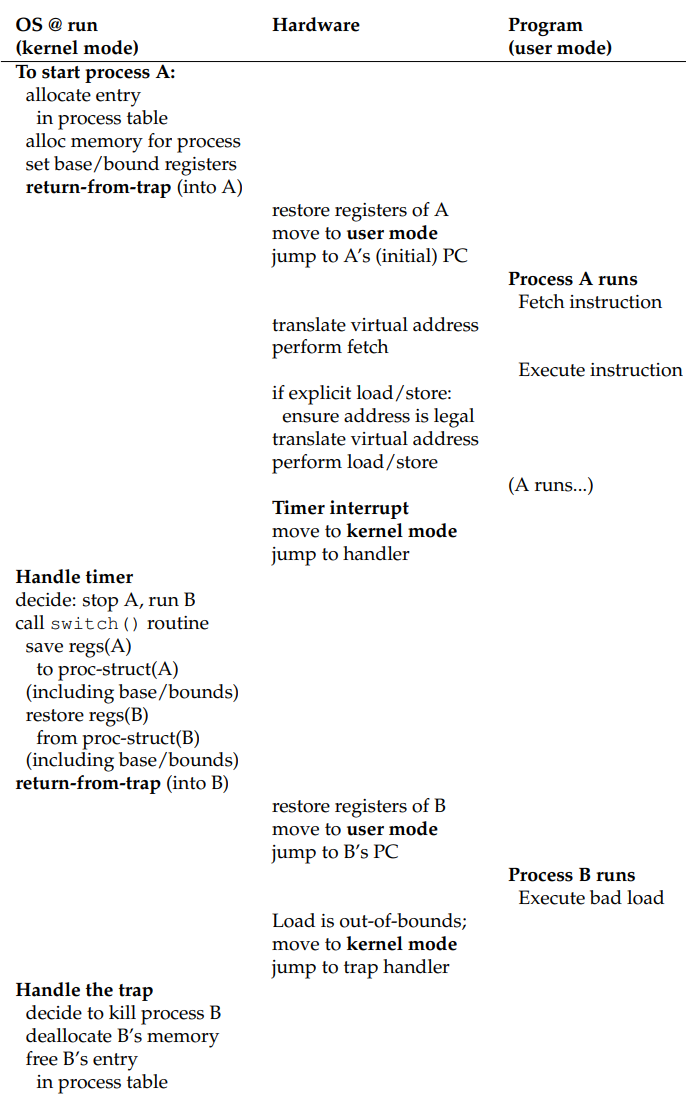 OS @ run Hardware Program
(kernel mode) (user mode)
To start process A:
allocate entry
in process table
alloc memory for process
set base/bound registers
return-from-trap (into A)
restore registers of A
move to user mode
jump to A's (initial) PC
Process A runs
Fetch instruction
translate virtual address
perform fetch
Execute instruction
if explicit load/store:
ensure address is legal
translate virtual address
perform load/store
(A runs...)
Timer interrupt
move to kernel mode
jump to handler
Handle timer
decide: stop A, run B
call switch() routine
save regs(A)
to proc-struct(A)
(including base/bounds)
restore regs(B)
from proc-struct(B)
(including base/bounds)
return-from-trap (into B)
restore registers of B
move to user mode
jump to B's PC
Process B runs
Execute bad load
Load is out-of-bounds;
move to kernel mode
jump to trap handler
Handle the trap
decide to kill process B
deallocate B's memory
free B's entry
in process table